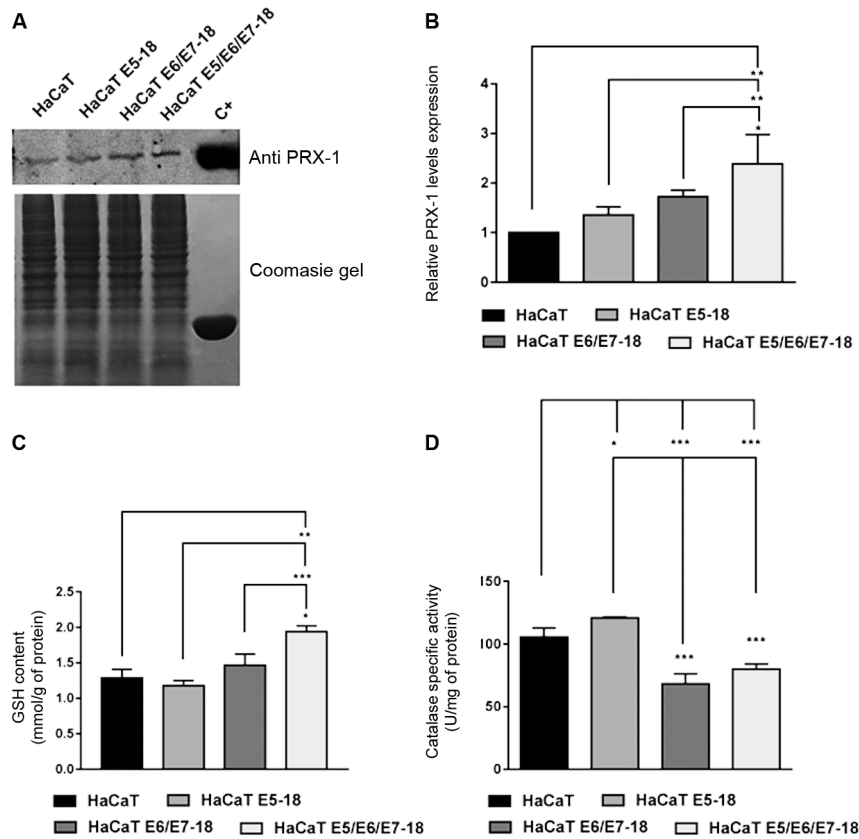 A
HaCaT
HaCaT E5-18
HaCaT E6/E7-18
HaCaT E5/E6/E7-18
C+
Anti PRX-1
Coomasie gel
B
Relative PRX-1 levels expression
4
3
2
1
0
**
**
*
HaCaT
HaCaT E5-18
HaCaT E6/E7-18
HaCaT E5/E6/E7-18
C
GSH content
(mmol/g of protein)
2.5
2.0
1.5
1.0
0.5
0.0
**
***
*
HaCaT
HaCaT E5-18
HaCaT E6/E7-18
HaCaT E5/E6/E7-18
D
Catalase specific activity
(U/mg of protein)
150
100
50
0
* *** ***
***
***
HaCaT
HaCaT E5-18
HaCaT E6/E7-18
HaCaT E5/E6/E7-18